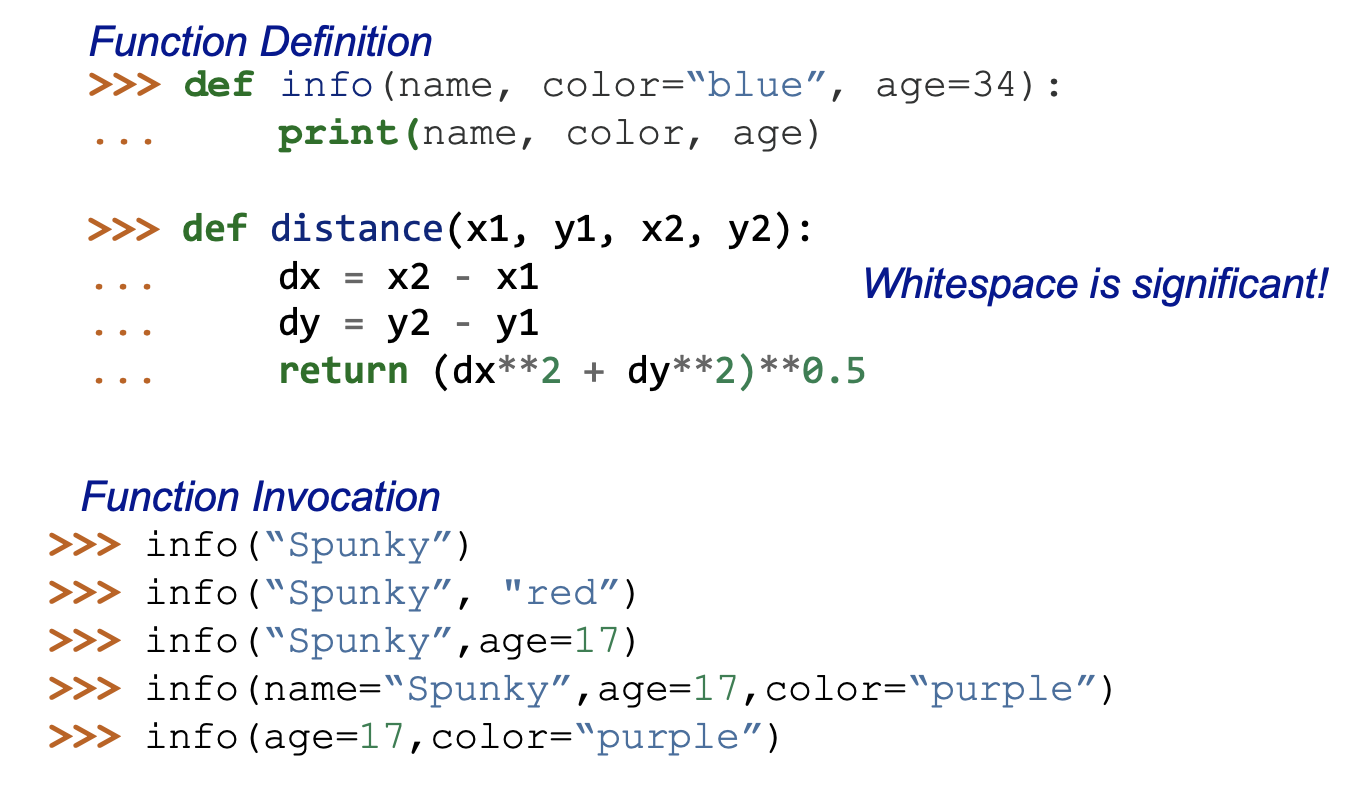 Function Definition
>>> def info(name, color=“blue”, age=34):
...     print(name, color, age)
>>> def distance(x1, y1, x2, y2):
...     dx = x2 - x1
Whitespace is significant!
...     dy = y2 - y1
...     return (dx**2 + dy**2)**0.5
Function Invocation
>>> info(“Spunky”)
>>> info(“Spunky”, "red”)
>>> info(“Spunky”,age=17)
>>> info(name=“Spunky”,age=17,color=“purple”)
>>> info(age=17,color=“purple”)